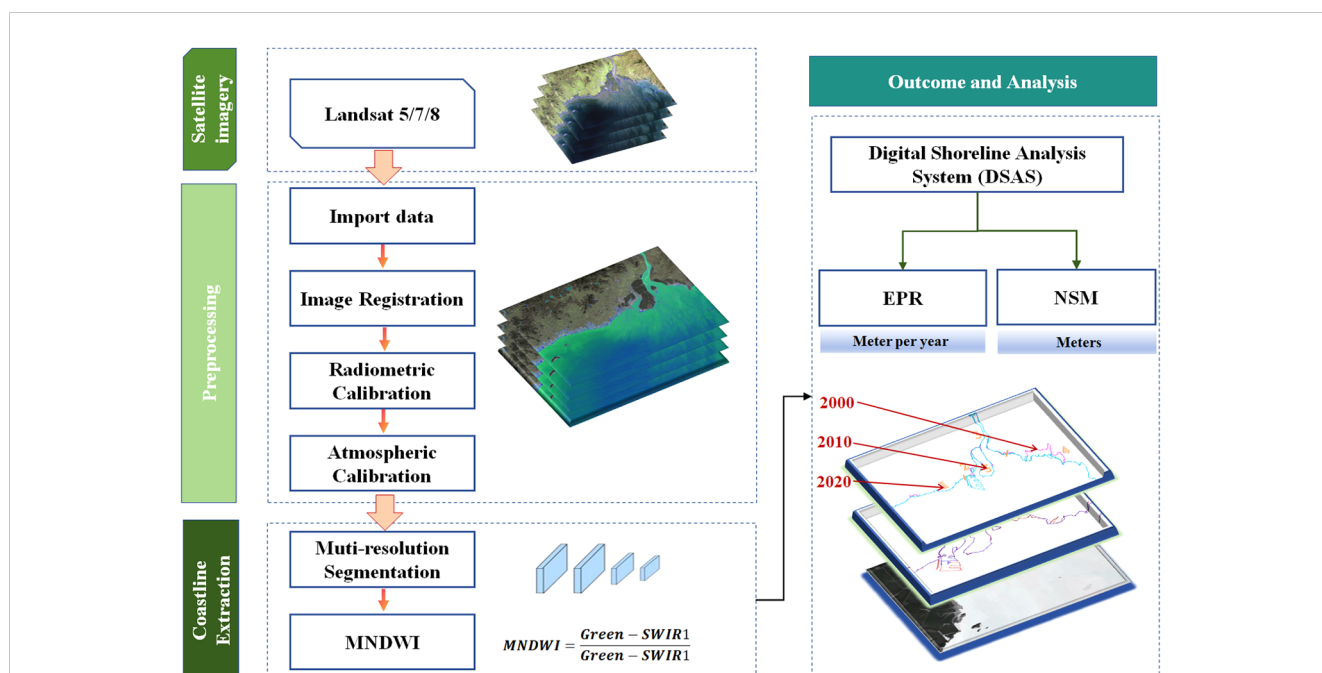 Satellite
imagery
Landsat 5/7/8
Preprocessing
Import data
Image Registration
Radiometric
Calibration
Atmospheric
Calibration
Coastline
Extraction
Muti-resolution
Segmentation
MNDWI
MNDWI = Green − SWIR1 / Green − SWIR1
Outcome and Analysis
Digital Shoreline Analysis
System (DSAS)
EPR
NSM
Meter per year
Meters
2000
2010
2020